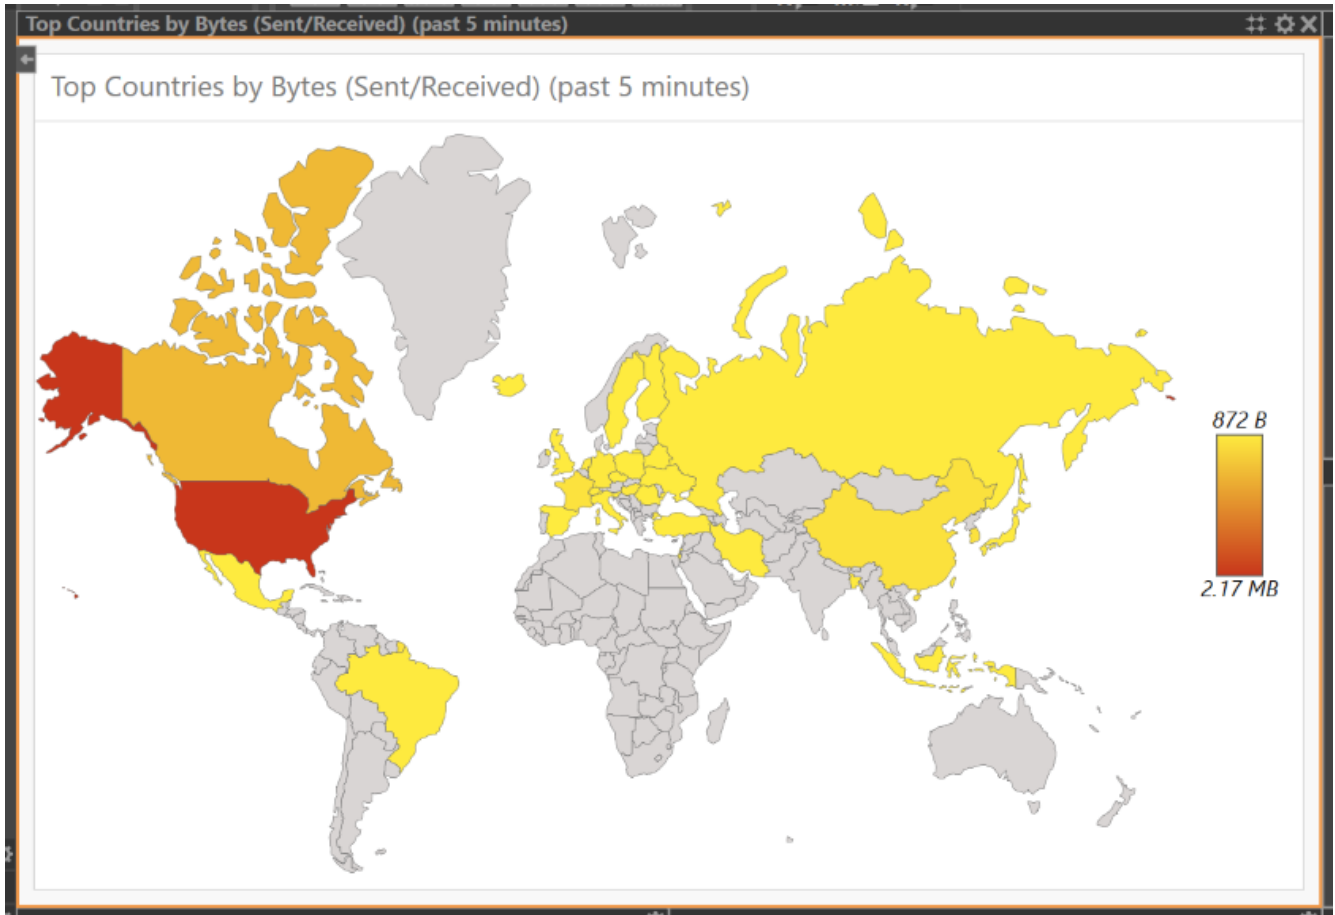 Top Countries by Bytes (Sent/Received) (past 5 minutes)
Top Countries by Bytes (Sent/Received) (past 5 minutes)
872 B
2.17 MB